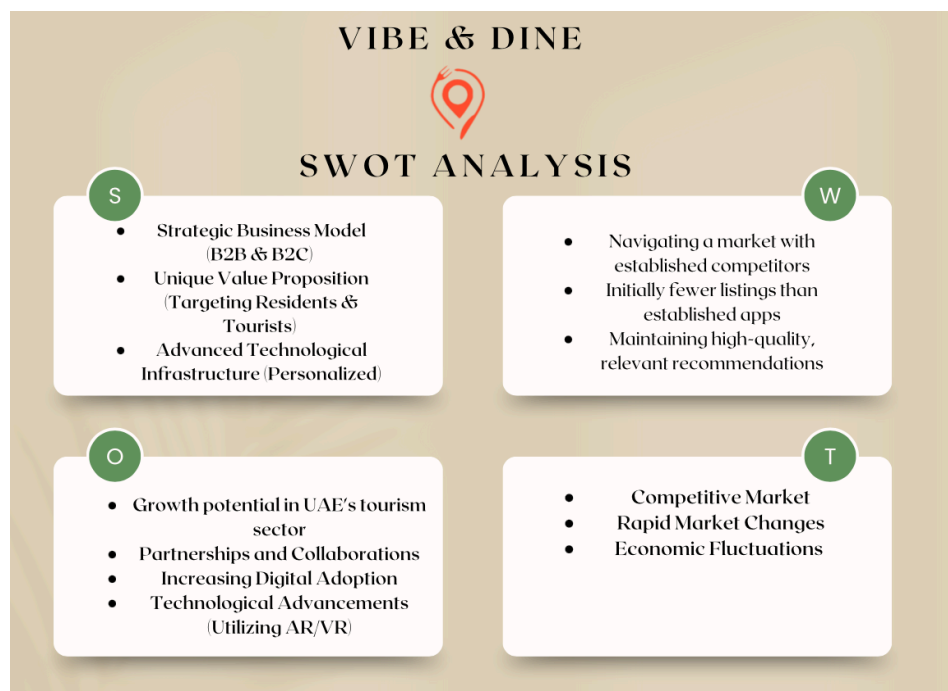 VIBE & DINE
SWOT ANALYSIS
S
• Strategic Business Model
(B2B & B2C)
• Unique Value Proposition
(Targeting Residents &
Tourists)
• Advanced Technological
Infrastructure (Personalized)
W
• Navigating a market with
established competitors
• Initially fewer listings than
established apps
• Maintaining high-quality,
relevant recommendations
O
• Growth potential in UAE's tourism
sector
• Partnerships and Collaborations
• Increasing Digital Adoption
• Technological Advancements
(Utilizing AR/VR)
T
• Competitive Market
• Rapid Market Changes
• Economic Fluctuations